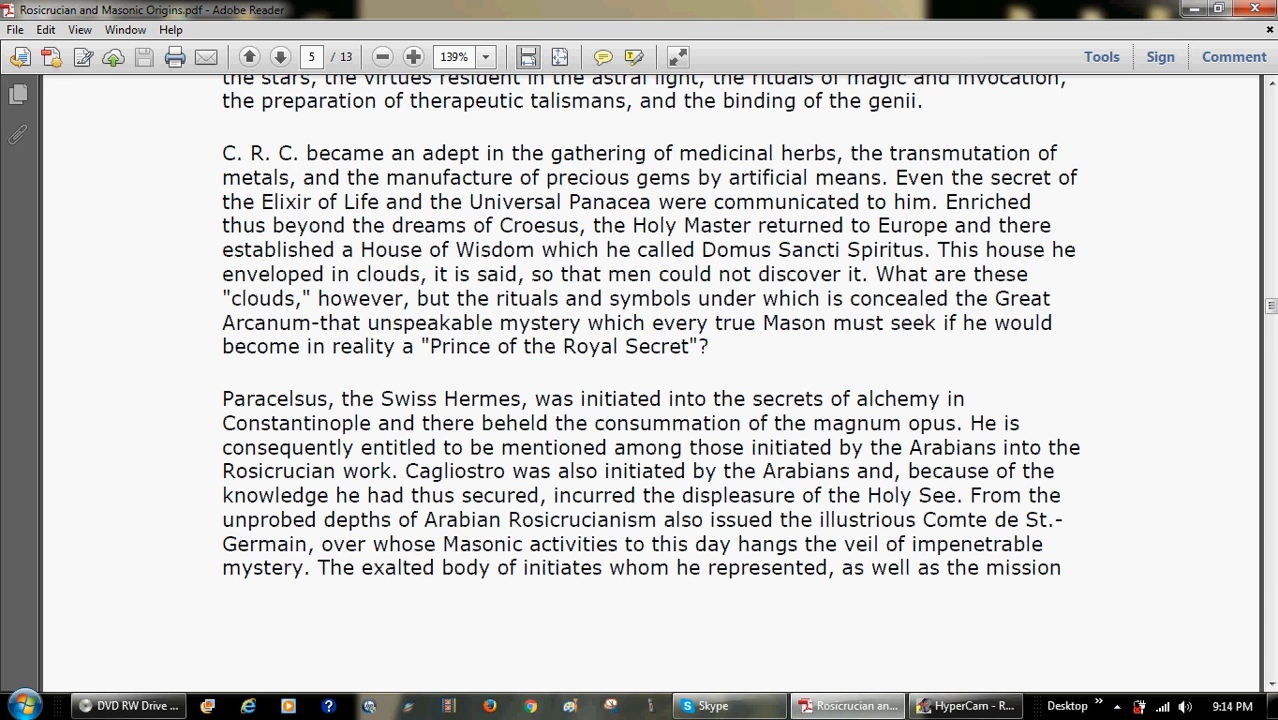 Rosicrucian and Masonic Origins.pdf - Adobe Reader
File Edit View Window Help
5 / 13 139% Tools Sign Comment
the stars, the virtues resident in the astral light, the rituals of magic and invocation,
the preparation of therapeutic talismans, and the binding of the genii.
C. R. C. became an adept in the gathering of medicinal herbs, the transmutation of
metals, and the manufacture of precious gems by artificial means. Even the secret of
the Elixir of Life and the Universal Panacea were communicated to him. Enriched
thus beyond the dreams of Croesus, the Holy Master returned to Europe and there
established a House of Wisdom which he called Domus Sancti Spiritus. This house he
enveloped in clouds, it is said, so that men could not discover it. What are these
"clouds," however, but the rituals and symbols under which is concealed the Great
Arcanum-that unspeakable mystery which every true Mason must seek if he would
become in reality a "Prince of the Royal Secret"?
Paracelsus, the Swiss Hermes, was initiated into the secrets of alchemy in
Constantinople and there beheld the consummation of the magnum opus. He is
consequently entitled to be mentioned among those initiated by the Arabians into the
Rosicrucian work. Cagliostro was also initiated by the Arabians and, because of the
knowledge he had thus secured, incurred the displeasure of the Holy See. From the
unprobed depths of Arabian Rosicrucianism also issued the illustrious Comte de St.-
Germain, over whose Masonic activities to this day hangs the veil of impenetrable
mystery. The exalted body of initiates whom he represented, as well as the mission
DVD RW Drive ... Skype Rosicrucian an... HyperCam - R... Desktop » 9:14 PM